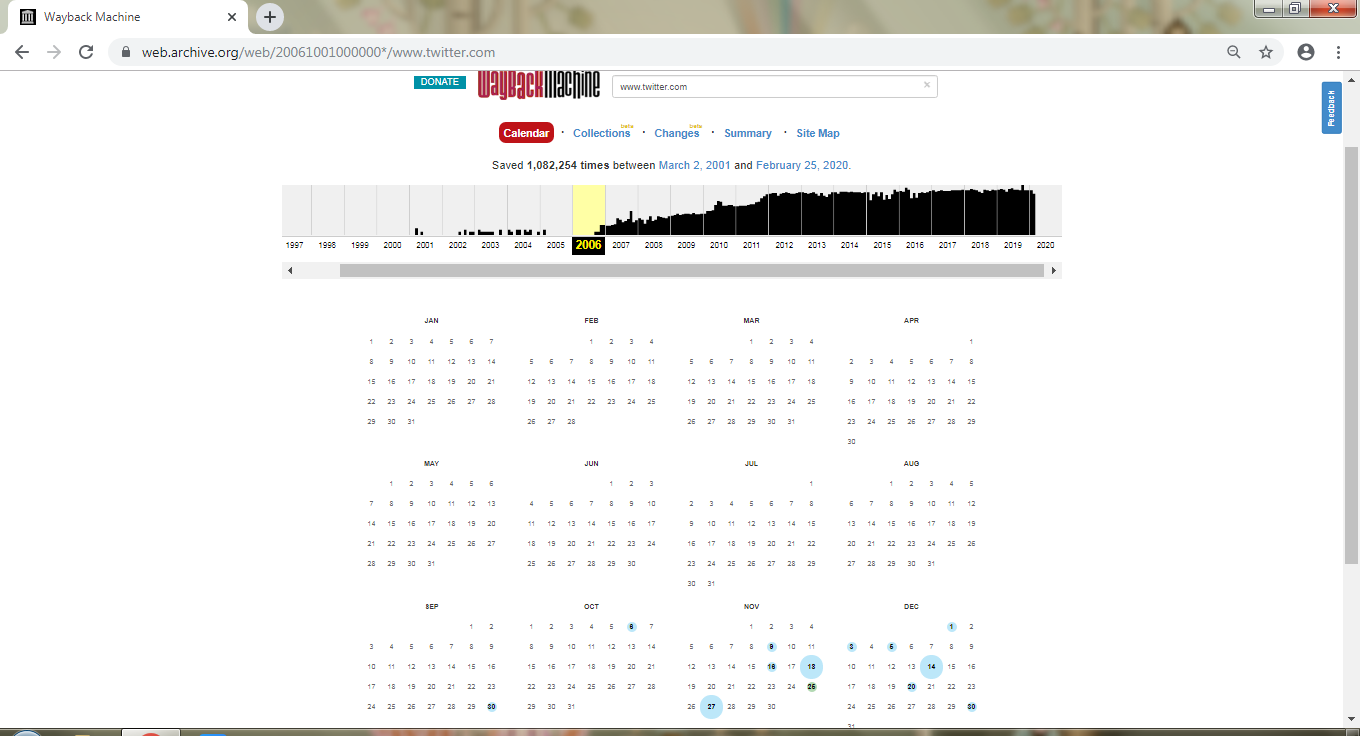 Wayback Machine
web.archive.org/web/20061001000000*/www.twitter.com
DONATE
WayBackMachine
www.twitter.com
Feedback
Calendar · Collections beta · Changes beta · Summary · Site Map
Saved 1,082,254 times between March 2, 2001 and February 25, 2020.
1997 1998 1999 2000 2001 2002 2003 2004 2005 2006 2007 2008 2009 2010 2011 2012 2013 2014 2015 2016 2017 2018 2019 2020
JAN FEB MAR APR
1 2 3 4 5 6 7 1 2 3 4 1 2 3 4 1
8 9 10 11 12 13 14 5 6 7 8 9 10 11 5 6 7 8 9 10 11 2 3 4 5 6 7 8
15 16 17 18 19 20 21 12 13 14 15 16 17 18 12 13 14 15 16 17 18 9 10 11 12 13 14 15
22 23 24 25 26 27 28 19 20 21 22 23 24 25 19 20 21 22 23 24 25 16 17 18 19 20 21 22
29 30 31 26 27 28 26 27 28 29 30 31 23 24 25 26 27 28 29
30
MAY JUN JUL AUG
1 2 3 4 5 6 1 2 3 1 1 2 3 4 5
7 8 9 10 11 12 13 4 5 6 7 8 9 10 2 3 4 5 6 7 8 6 7 8 9 10 11 12
14 15 16 17 18 19 20 11 12 13 14 15 16 17 9 10 11 12 13 14 15 13 14 15 16 17 18 19
21 22 23 24 25 26 27 18 19 20 21 22 23 24 16 17 18 19 20 21 22 20 21 22 23 24 25 26
28 29 30 31 25 26 27 28 29 30 23 24 25 26 27 28 29 27 28 29 30 31
30 31
SEP OCT NOV DEC
1 2 1 2 3 4 5 6 7 1 2 3 4 1 2
3 4 5 6 7 8 9 8 9 10 11 12 13 14 5 6 7 8 9 10 11 3 4 5 6 7 8 9
10 11 12 13 14 15 16 15 16 17 18 19 20 21 12 13 14 15 16 17 18 10 11 12 13 14 15 16
17 18 19 20 21 22 23 22 23 24 25 26 27 28 19 20 21 22 23 24 25 17 18 19 20 21 22 23
24 25 26 27 28 29 30 29 30 31 26 27 28 29 30 24 25 26 27 28 29 30
31